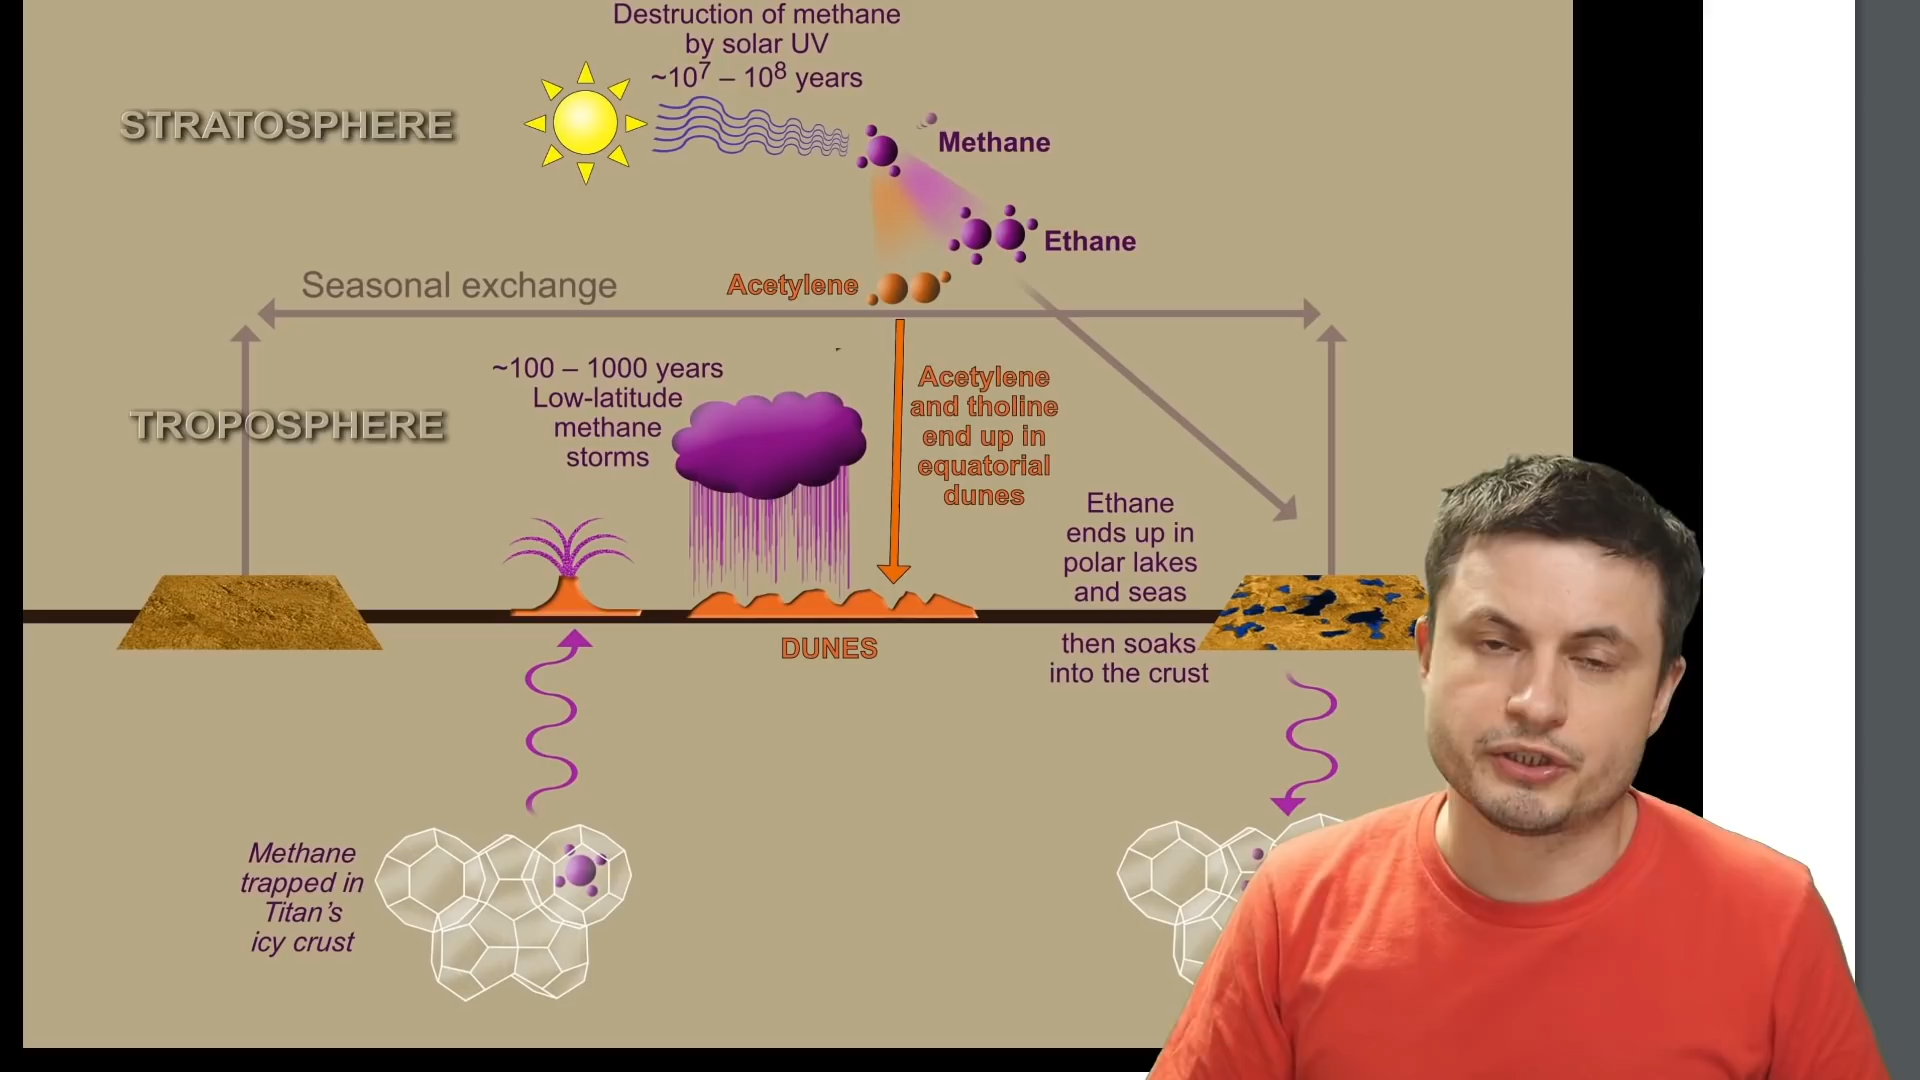 Destruction of methane
by solar UV
~10⁷ – 10⁸ years
STRATOSPHERE
Methane
Ethane
Acetylene
Seasonal exchange
~100 – 1000 years
Low-latitude
methane
storms
TROPOSPHERE
Acetylene
and tholine
end up in
equatorial
dunes
Ethane
ends up in
polar lakes
and seas
DUNES
then soaks
into the crust
Methane
trapped in
Titan’s
icy crust